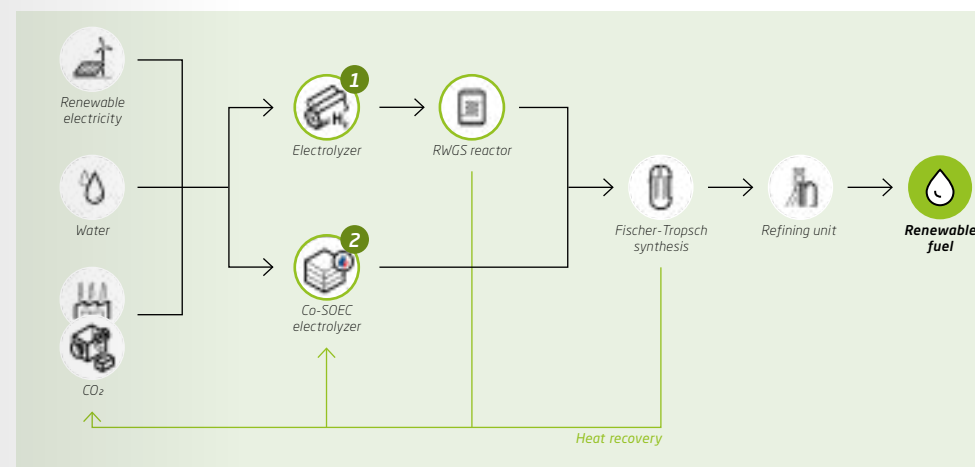 1
Renewable
electricity
Electrolyzer
RWGS reactor
Water
Fischer-Tropsch
synthesis
Refining unit
Renewable
fuel
2
Co-SOEC
electrolyzer
CO₂
Heat recovery